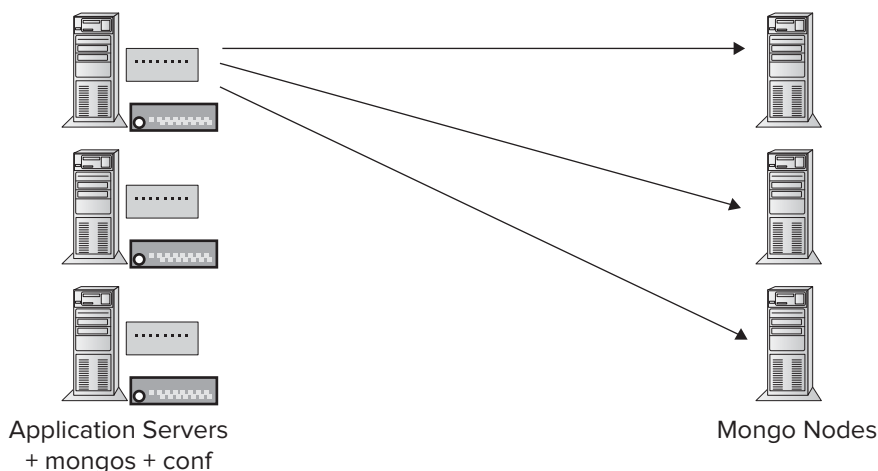 Application Servers
+ mongos + conf
Mongo Nodes